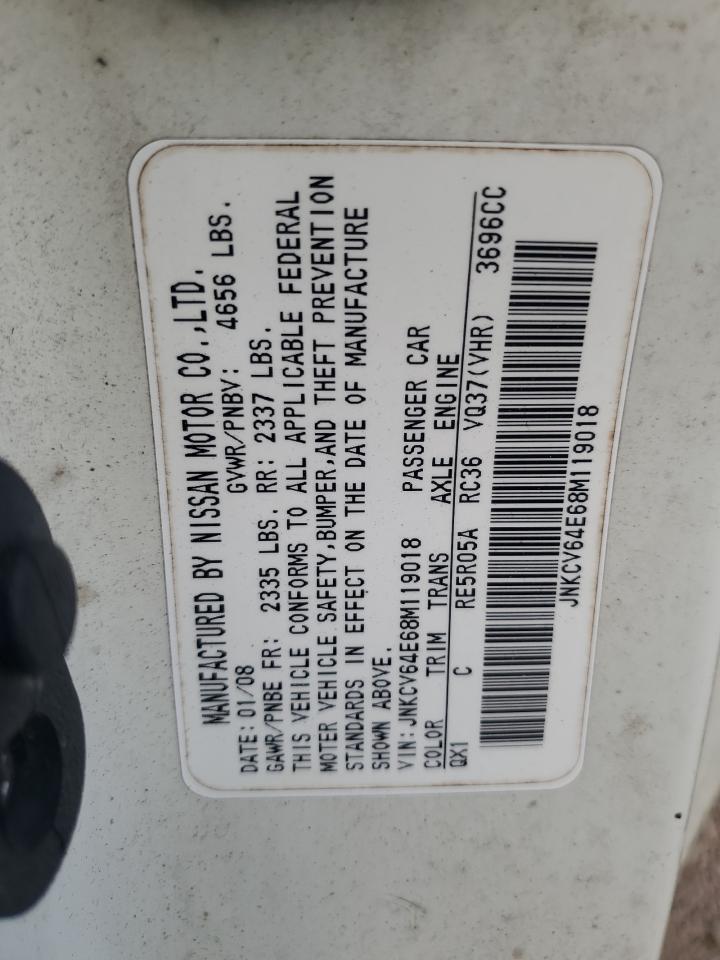 MANUFACTURED BY NISSAN MOTOR CO.,LTD.
DATE: 01/08 GVWR/PNBV: 4656 LBS.
GAWR/PNBE FR: 2335 LBS. RR: 2337 LBS.
THIS VEHICLE CONFORMS TO ALL APPLICABLE FEDERAL
MOTER VEHICLE SAFETY,BUMPER,AND THEFT PREVENTION
STANDARDS IN EFFECT ON THE DATE OF MANUFACTURE
SHOWN ABOVE.
VIN: JNKCV64E68M119018 PASSENGER CAR
COLOR TRIM TRANS AXLE ENGINE
QX1 C RE5R05A RC36 VQ37(VHR) 3696CC
JNKCV64E68M119018